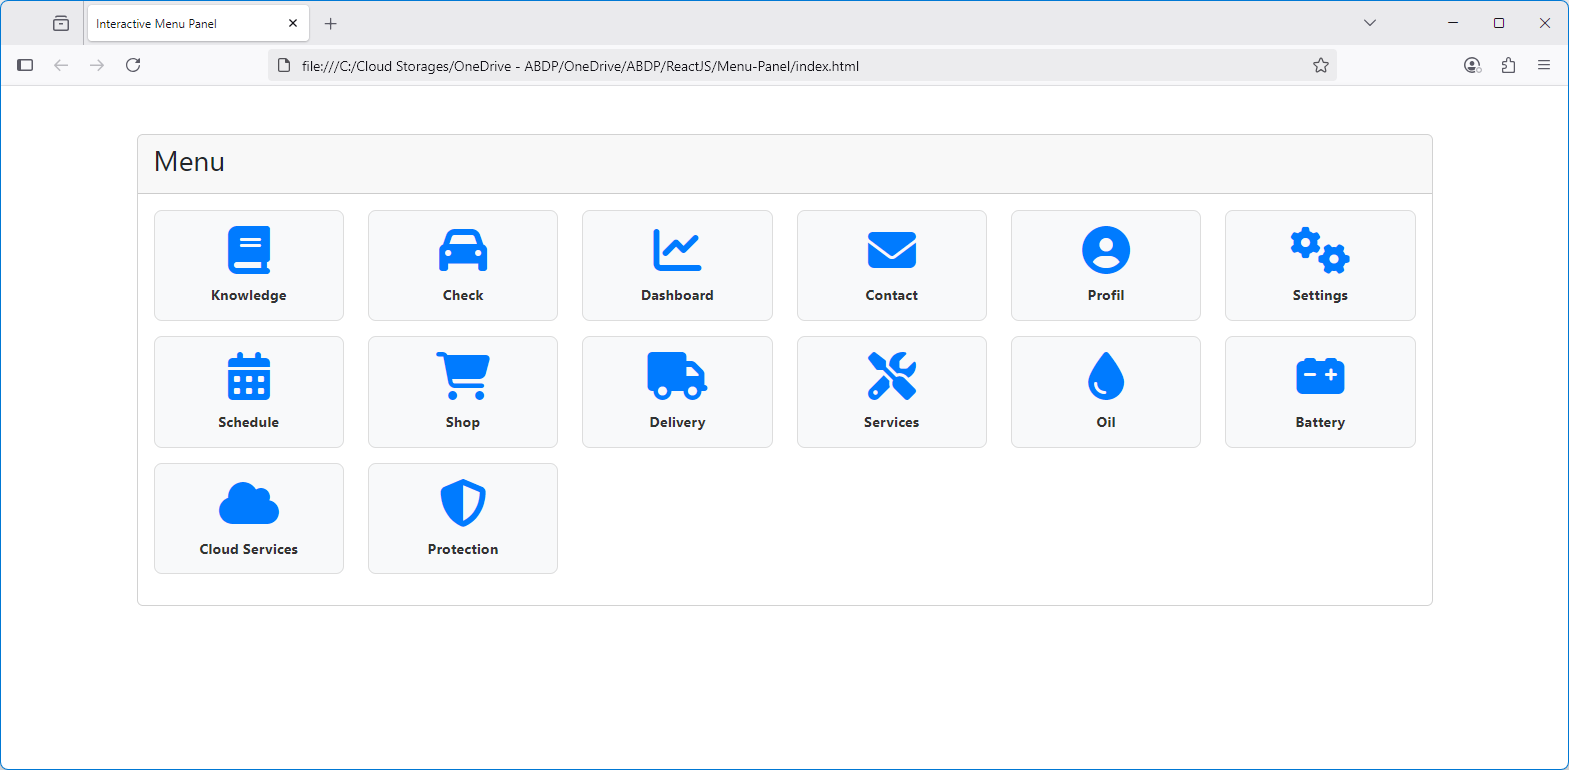 Interactive Menu Panel
file:///C:/Cloud Storages/OneDrive - ABDP/OneDrive/ABDP/ReactJS/Menu-Panel/index.html
Menu
Knowledge
Check
Dashboard
Contact
Profil
Settings
Schedule
Shop
Delivery
Services
Oil
Battery
Cloud Services
Protection